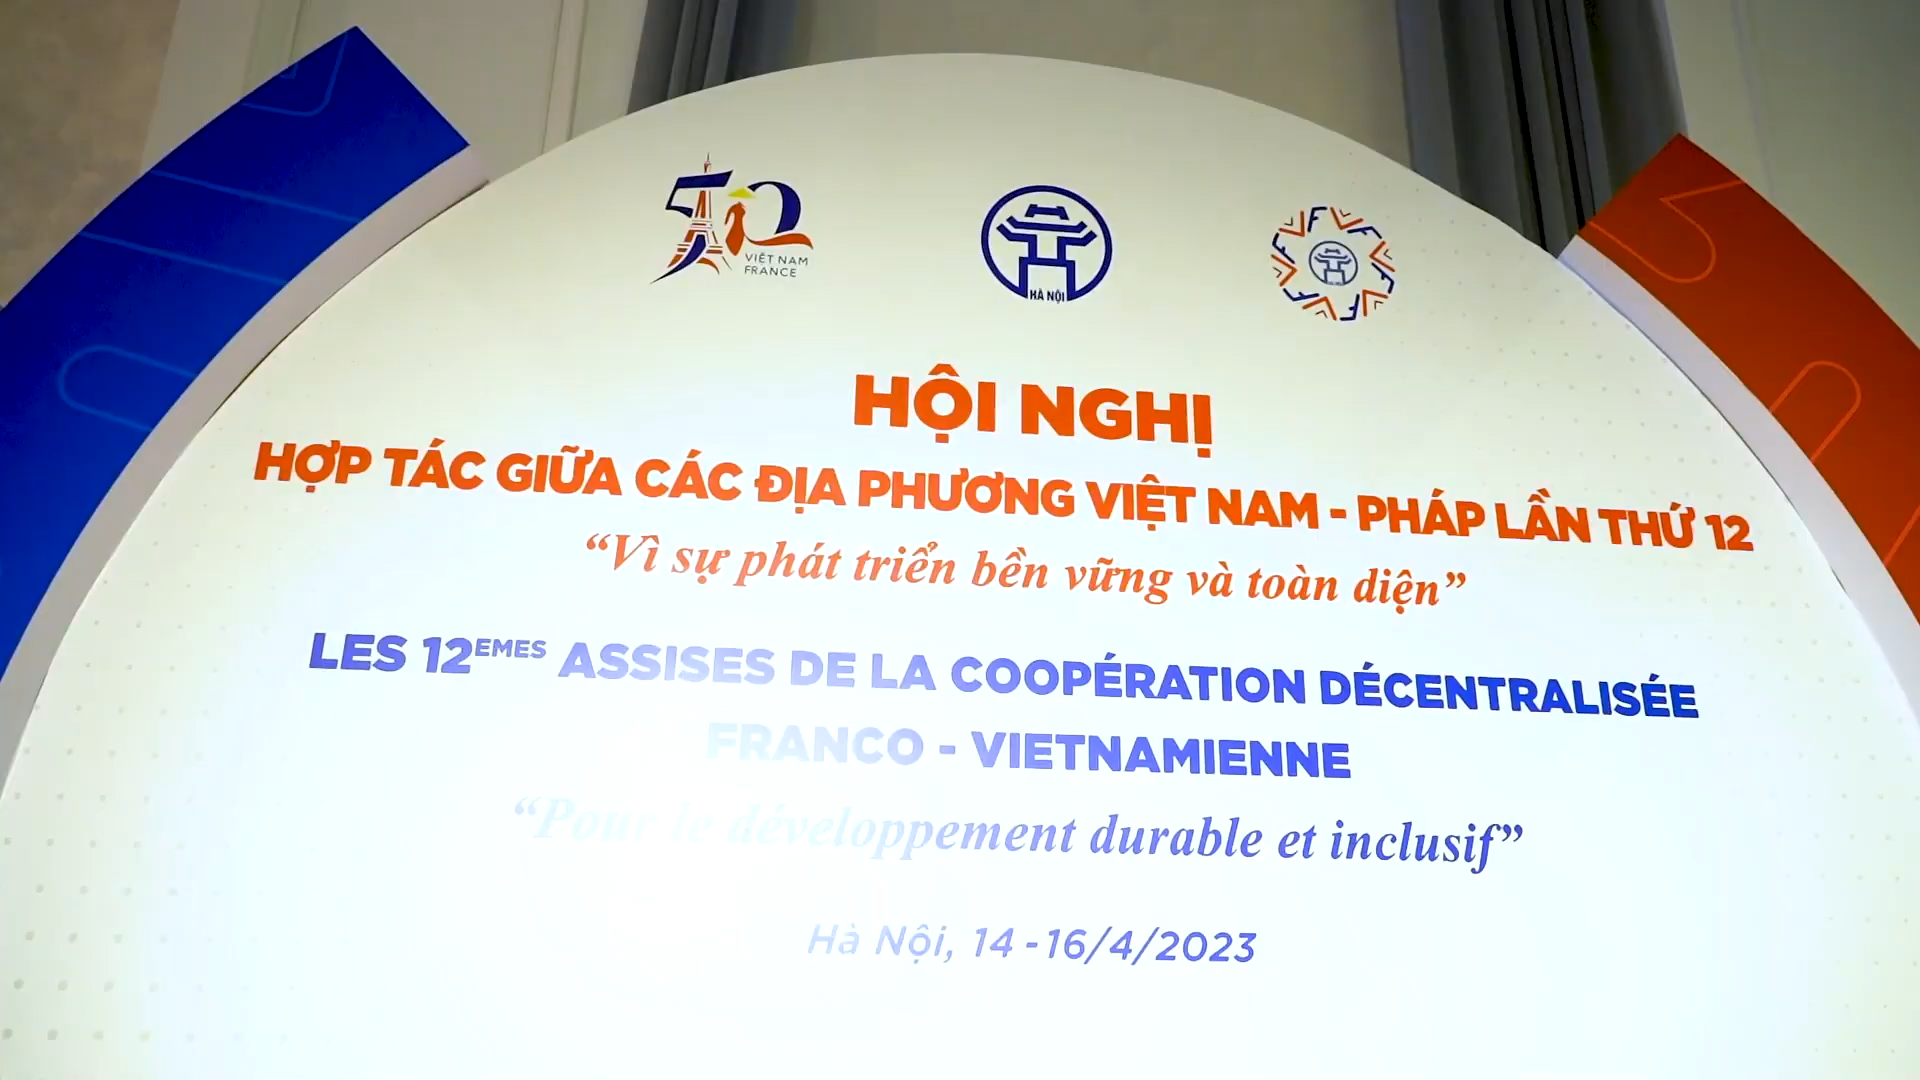 50
VIỆT NAM
FRANCE
HÀ NỘI
HỘI NGHỊ
HỢP TÁC GIỮA CÁC ĐỊA PHƯƠNG VIỆT NAM - PHÁP LẦN THỨ 12
“Vì sự phát triển bền vững và toàn diện”
LES 12EMES ASSISES DE LA COOPÉRATION DÉCENTRALISÉE
FRANCO - VIETNAMIENNE
“Pour le développement durable et inclusif”
Hà Nội, 14 - 16/4/2023